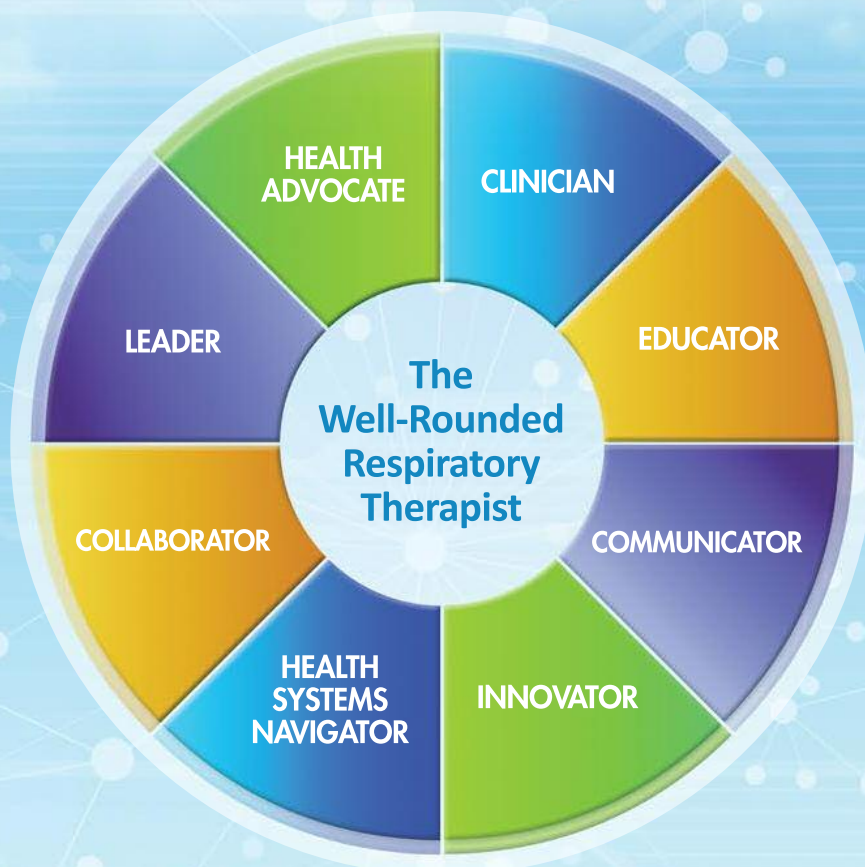 HEALTH
ADVOCATE
CLINICIAN
EDUCATOR
COMMUNICATOR
INNOVATOR
HEALTH
SYSTEMS
NAVIGATOR
COLLABORATOR
LEADER
The
Well-Rounded
Respiratory
Therapist